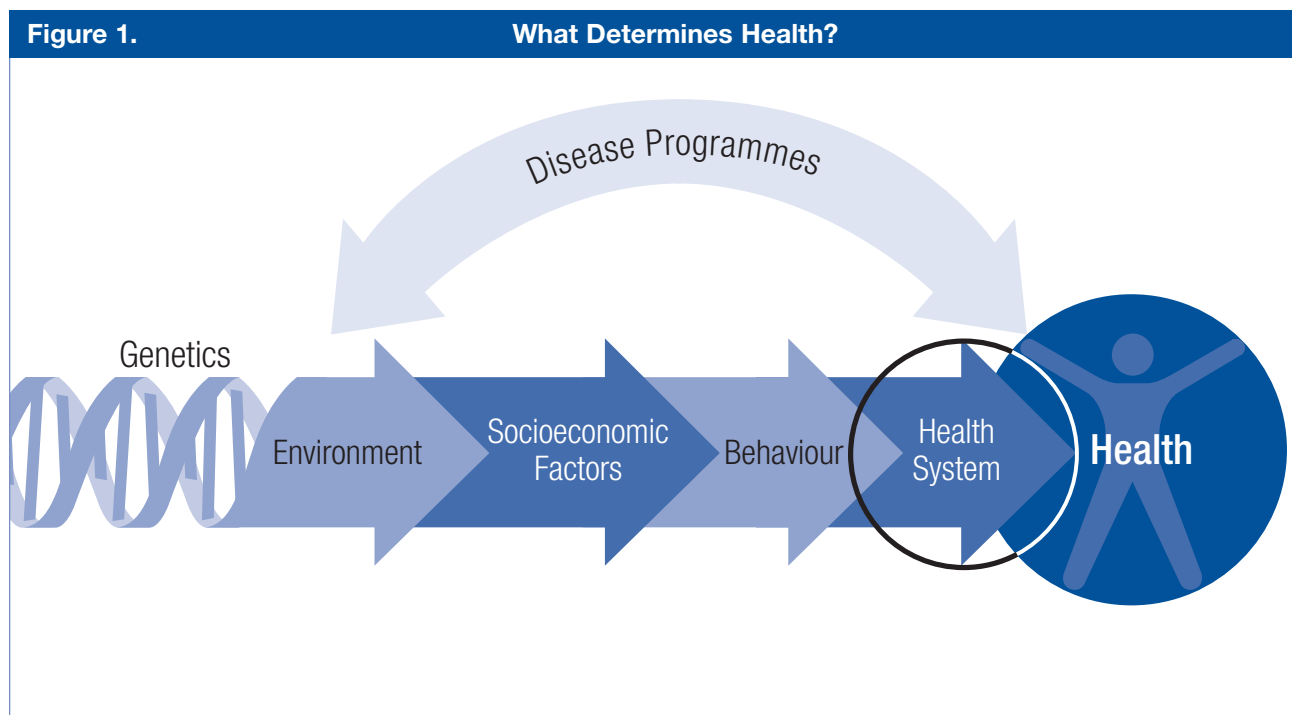 Figure 1.
What Determines Health?
Disease Programmes
Genetics
Environment
Socioeconomic
Factors
Behaviour
Health
System
Health